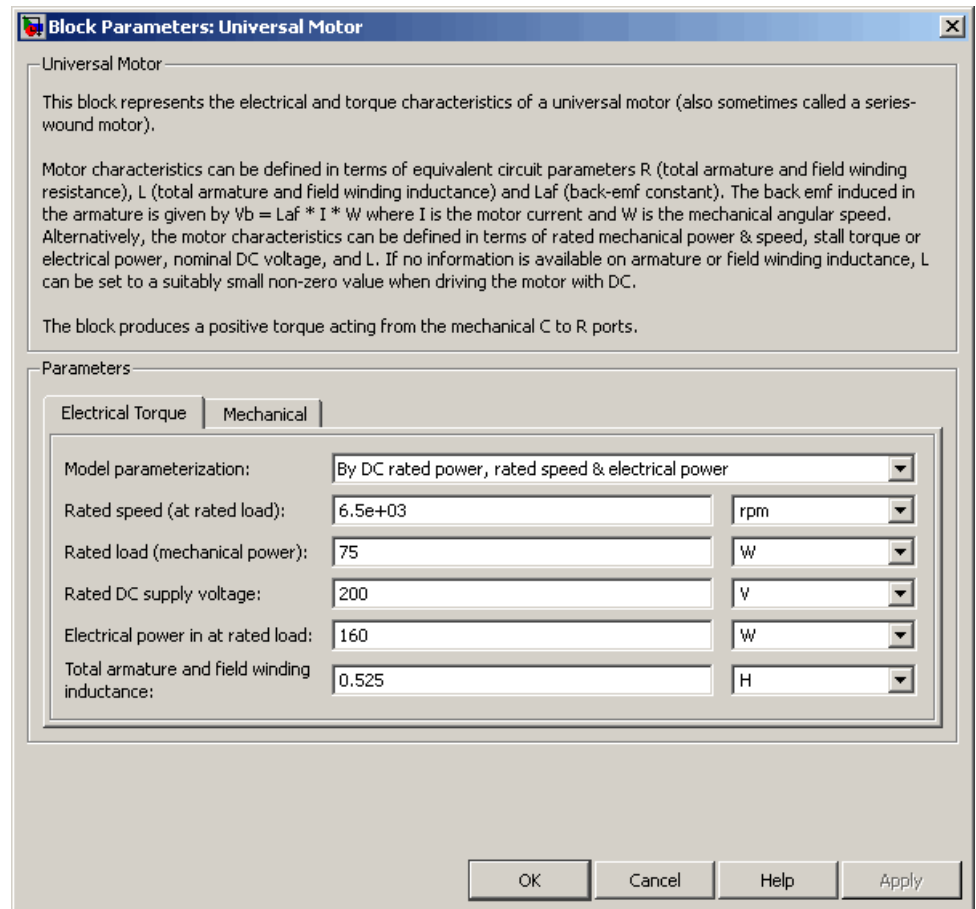 Block Parameters: Universal Motor
Universal Motor
This block represents the electrical and torque characteristics of a universal motor (also sometimes called a series-
wound motor).
Motor characteristics can be defined in terms of equivalent circuit parameters R (total armature and field winding
resistance), L (total armature and field winding inductance) and Laf (back-emf constant). The back emf induced in
the armature is given by Vb = Laf * I * W where I is the motor current and W is the mechanical angular speed.
Alternatively, the motor characteristics can be defined in terms of rated mechanical power & speed, stall torque or
electrical power, nominal DC voltage, and L. If no information is available on armature or field winding inductance, L
can be set to a suitably small non-zero value when driving the motor with DC.
The block produces a positive torque acting from the mechanical C to R ports.
Parameters
Electrical Torque Mechanical
Model parameterization: By DC rated power, rated speed & electrical power
Rated speed (at rated load): 6.5e+03 rpm
Rated load (mechanical power): 75 W
Rated DC supply voltage: 200 V
Electrical power in at rated load: 160 W
Total armature and field winding
inductance: 0.525 H
OK Cancel Help Apply